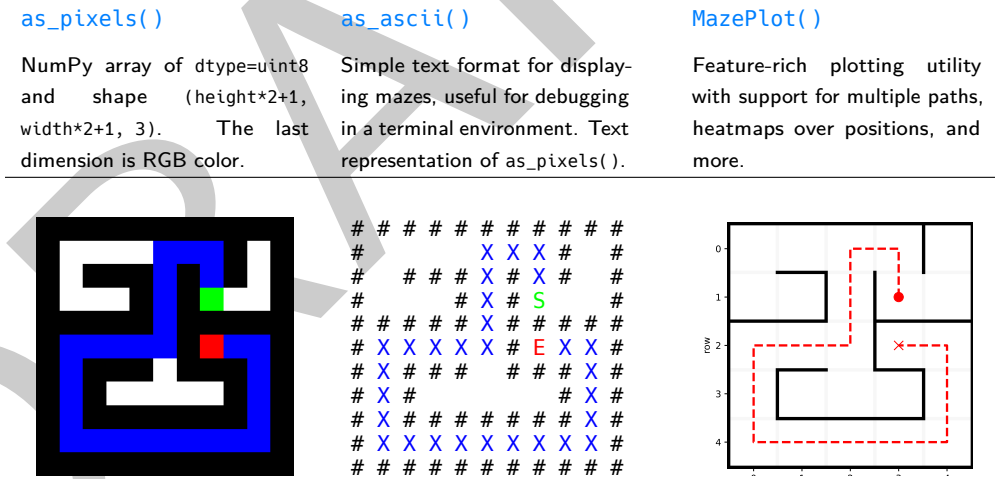 as_pixels()
NumPy array of dtype=uint8
and shape (height*2+1,
width*2+1, 3). The last
dimension is RGB color.
as_ascii()
Simple text format for display-
ing mazes, useful for debugging
in a terminal environment. Text
representation of as_pixels().
MazePlot()
Feature-rich plotting utility
with support for multiple paths,
heatmaps over positions, and
more.
# # # # # # # # # # #
#         X X X #   #
#   # # # X # X #   #
#       # X # S     #
# # # # # X # # # # #
# X X X X X # E X X #
# X # # #   # # # X #
# X #           # X #
# X # # # # # # # X #
# X X X X X X X X X #
# # # # # # # # # # #
0
1
2
3
4
row